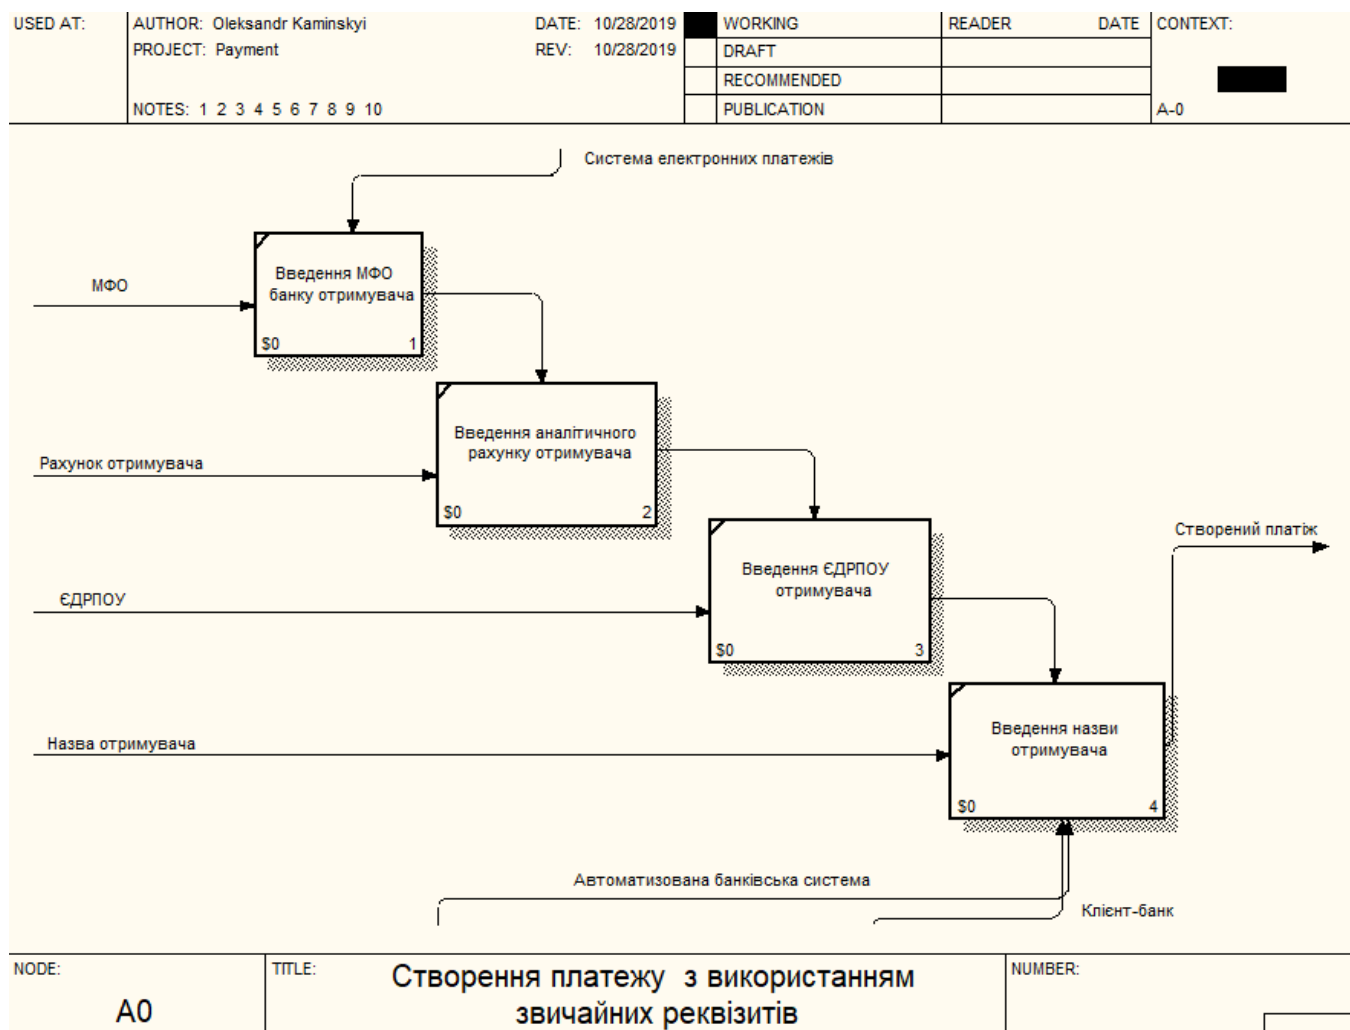 USED AT:
AUTHOR: Oleksandr Kaminskyi
DATE: 10/28/2019
PROJECT: Payment
REV: 10/28/2019
NOTES: 1 2 3 4 5 6 7 8 9 10
WORKING
DRAFT
RECOMMENDED
PUBLICATION
READER
DATE
CONTEXT:
A-0
Система електронних платежів
МФО
Введення МФО
банку отримувача
$0
1
Рахунок отримувача
Введення аналітичного
рахунку отримувача
$0
2
ЄДРПОУ
Введення ЄДРПОУ
отримувача
$0
3
Створений платіж
Назва отримувача
Введення назви
отримувача
$0
4
Автоматизована банківська система
Клієнт-банк
NODE:
A0
TITLE:
Створення платежу з використанням
звичайних реквізитів
NUMBER: